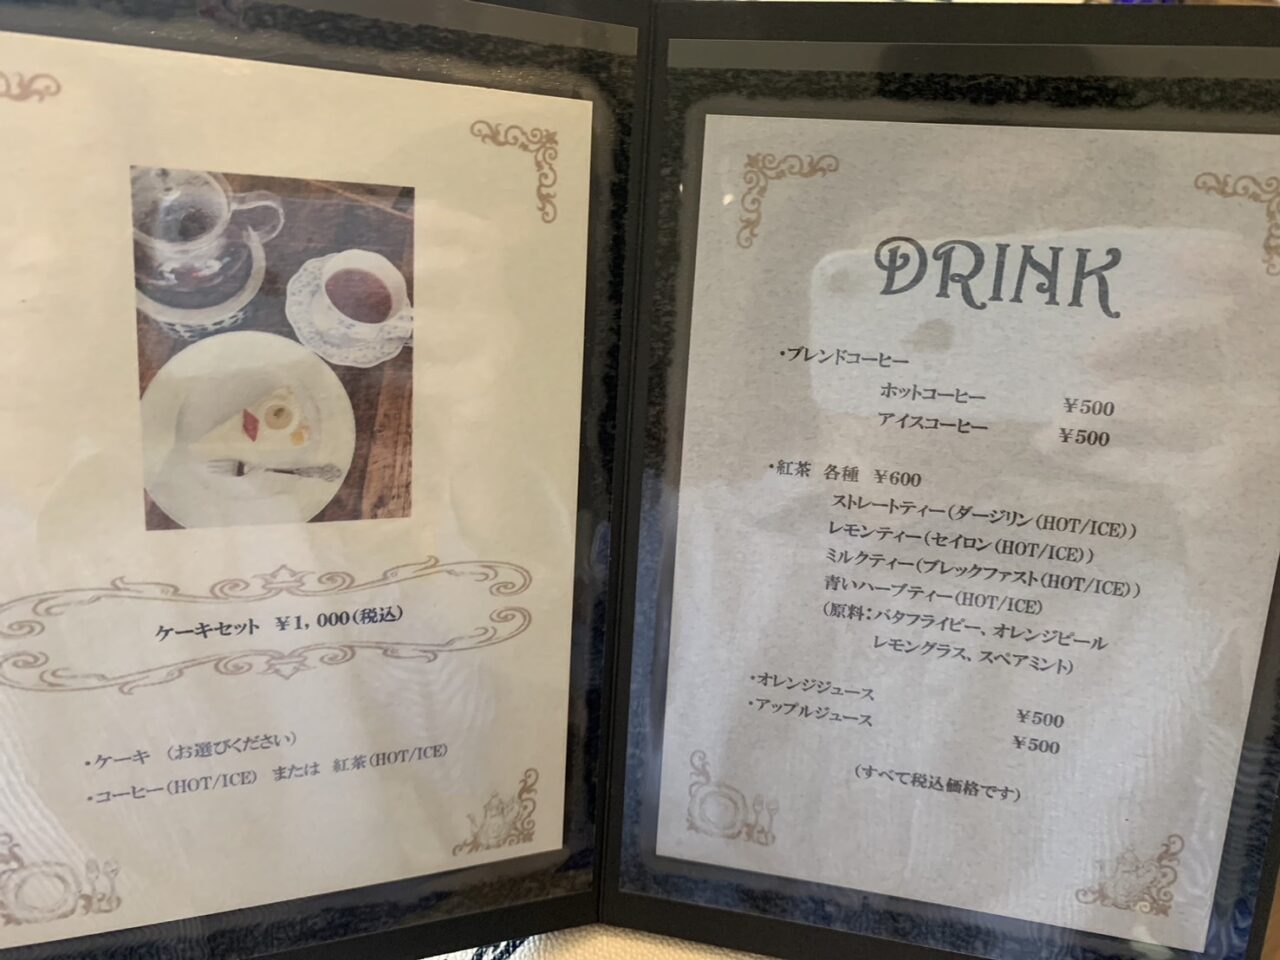 ケーキセット ￥1,000(税込)
・ケーキ (お選びください)
・コーヒー(HOT/ICE) または 紅茶(HOT/ICE)
DRINK
・ブレンドコーヒー
ホットコーヒー ￥500
アイスコーヒー ￥500
・紅茶 各種 ￥600
ストレートティー(ダージリン(HOT/ICE))
レモンティー(セイロン(HOT/ICE))
ミルクティー(ブレックファスト(HOT/ICE))
青いハーブティー(HOT/ICE)
(原料：バタフライピー、オレンジピール
レモングラス、スペアミント)
・オレンジジュース ￥500
・アップルジュース ￥500
(すべて税込価格です)